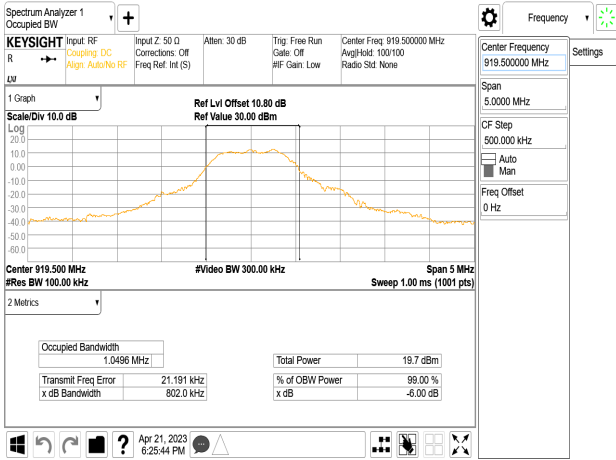 Spectrum Analyzer 1
Occupied BW
Frequency
KEYSIGHT
R
LXI
Input: RF
Coupling: DC
Align: Auto/No RF
Input Z: 50 Ω
Corrections: Off
Freq Ref: Int (S)
Atten: 30 dB
Trig: Free Run
Gate: Off
#IF Gain: Low
Center Freq: 919.500000 MHz
Avg|Hold: 100/100
Radio Std: None
Center Frequency
919.500000 MHz
Settings
Span
5.0000 MHz
CF Step
500.000 kHz
Auto
Man
Freq Offset
0 Hz
1 Graph
Scale/Div 10.0 dB
Ref Lvl Offset 10.80 dB
Ref Value 30.00 dBm
Log
20.0
10.0
0.00
-10.0
-20.0
-30.0
-40.0
-50.0
-60.0
Center 919.500 MHz
#Res BW 100.00 kHz
#Video BW 300.00 kHz
Span 5 MHz
Sweep 1.00 ms (1001 pts)
2 Metrics
Occupied Bandwidth
1.0496 MHz
Total Power 19.7 dBm
Transmit Freq Error 21.191 kHz
% of OBW Power 99.00 %
x dB Bandwidth 802.0 kHz
x dB -6.00 dB
?
Apr 21, 2023
6:25:44 PM